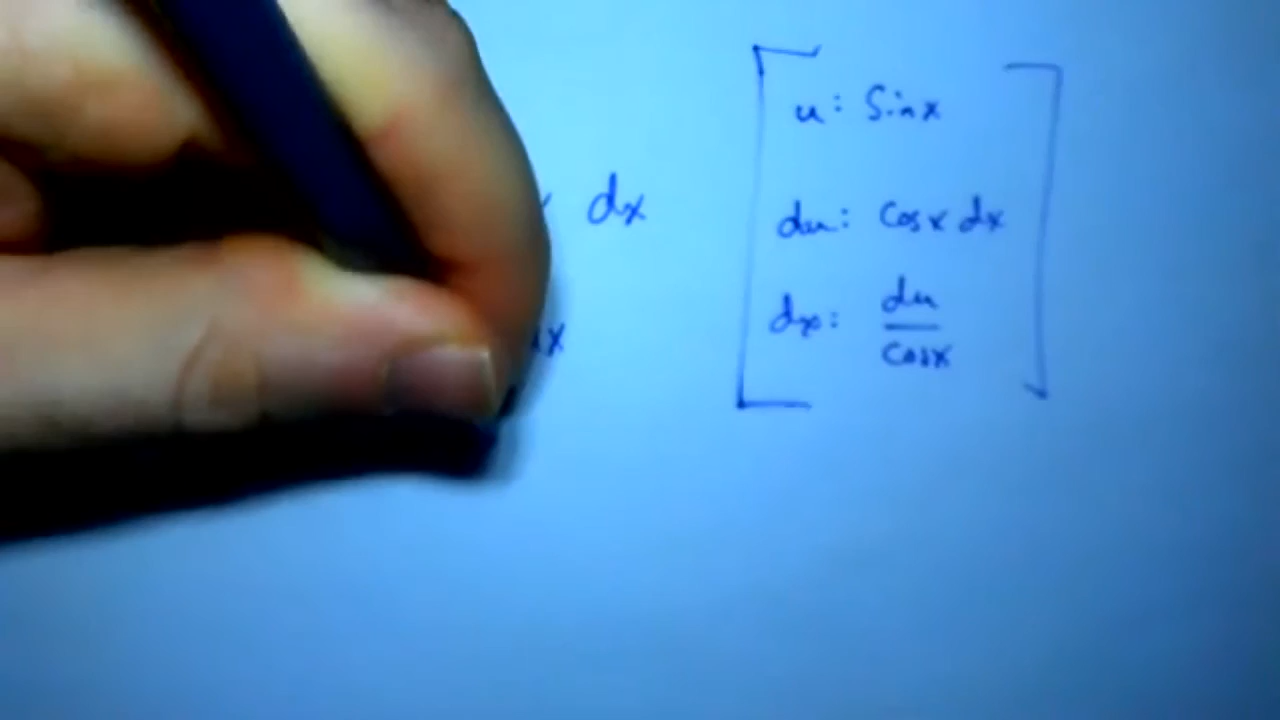 dx
u: Sinx
du: Cosx dx
dx: du
cosx